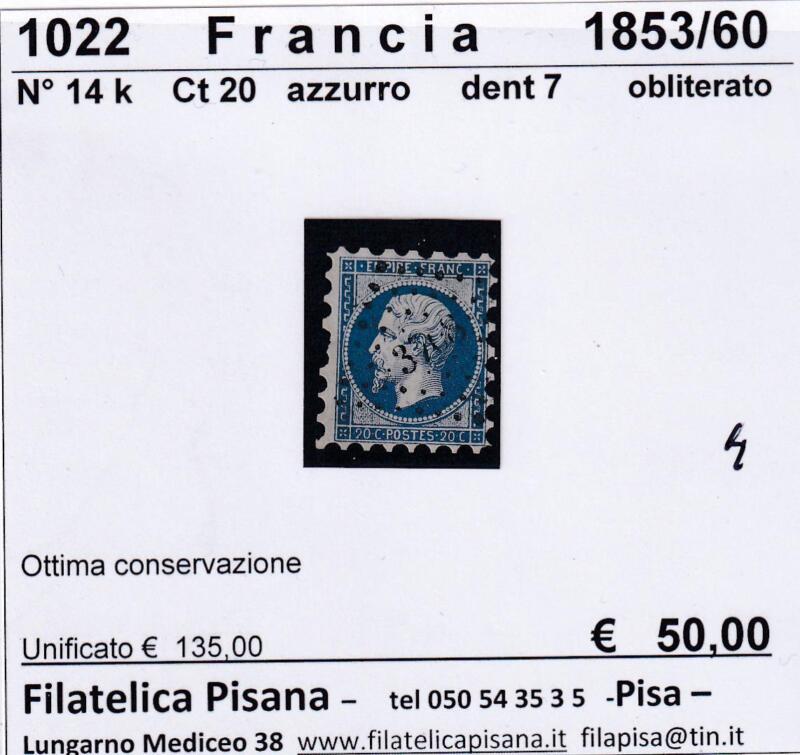 1022 Francia 1853/60
N° 14 k Ct 20 azzurro dent 7 obliterato
EMPIRE FRANC
20·C·POSTES·20·C
Ottima conservazione
Unificato € 135,00 € 50,00
Filatelica Pisana – tel 050 54 35 3 5 -Pisa –
Lungarno Mediceo 38 www.filatelicapisana.it filapisa@tin.it